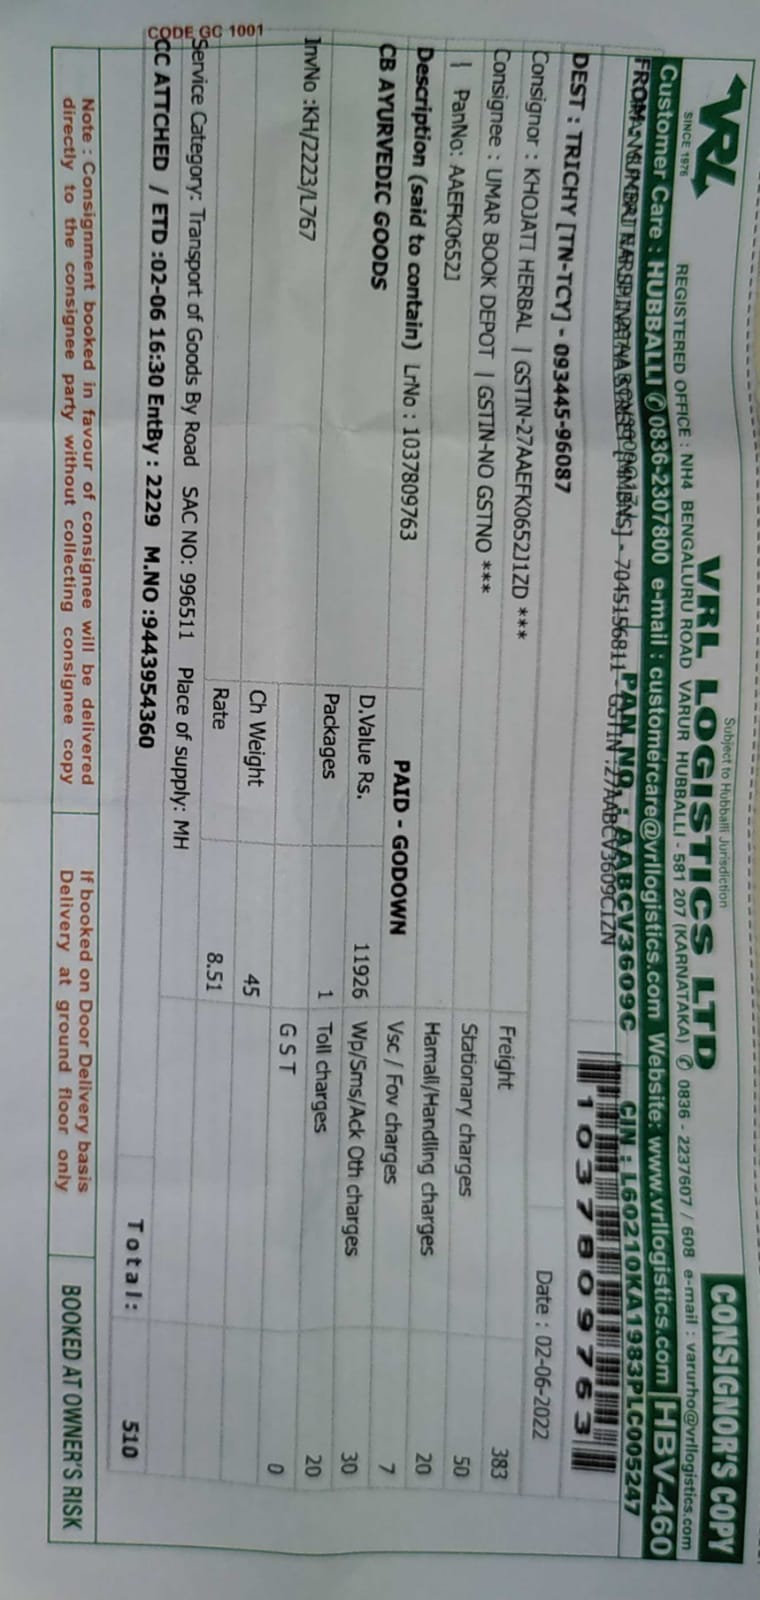 Subject to Hubballi Jurisdiction
VRL
SINCE 1976
VRL LOGISTICS LTD
CONSIGNOR'S COPY
REGISTERED OFFICE : NH4 BENGALURU ROAD VARUR HUBBALLI - 581 207 (KARNATAKA) ✆ 0836 - 2237607 / 608 e-mail : varurho@vrllogistics.com
Customer Care : HUBBALLI ✆ 0836-2307800 e-mail : customercare@vrllogistics.com Website: www.vrllogistics.com HBV-460
PAN NO. : AABCV3609C CIN : L60210KA1983PLC005247
FROM : 7045156811 - GSTIN :27AABCV3609C1ZN
DEST : TRICHY [TN-TCY] - 093445-96087
1037809763
Consignor : KHOJATI HERBAL | GSTIN-27AAEFK0652J1ZD ***
Date : 02-06-2022
Consignee : UMAR BOOK DEPOT | GSTIN-NO GSTNO ***
Freight 383
| PanNo: AAEFK0652J
Stationary charges 50
Description (said to contain) LrNo : 1037809763
PAID - GODOWN
Hamali/Handling charges 20
CB AYURVEDIC GOODS
D.Value Rs. 11926
Vsc / Fov charges 7
Packages 1
Wp/Sms/Ack Oth charges 30
InvNo :KH/2223/L767
Toll charges 20
G S T 0
Ch Weight 45
Rate 8.51
CODE GC 1001
Service Category: Transport of Goods By Road SAC NO: 996511 Place of supply: MH
CC ATTCHED / ETD :02-06 16:30 EntBy : 2229 M.NO :9443954360
Total: 510
Note : Consignment booked in favour of consignee will be delivered
directly to the consignee party without collecting consignee copy
If booked on Door Delivery basis
Delivery at ground floor only
BOOKED AT OWNER'S RISK